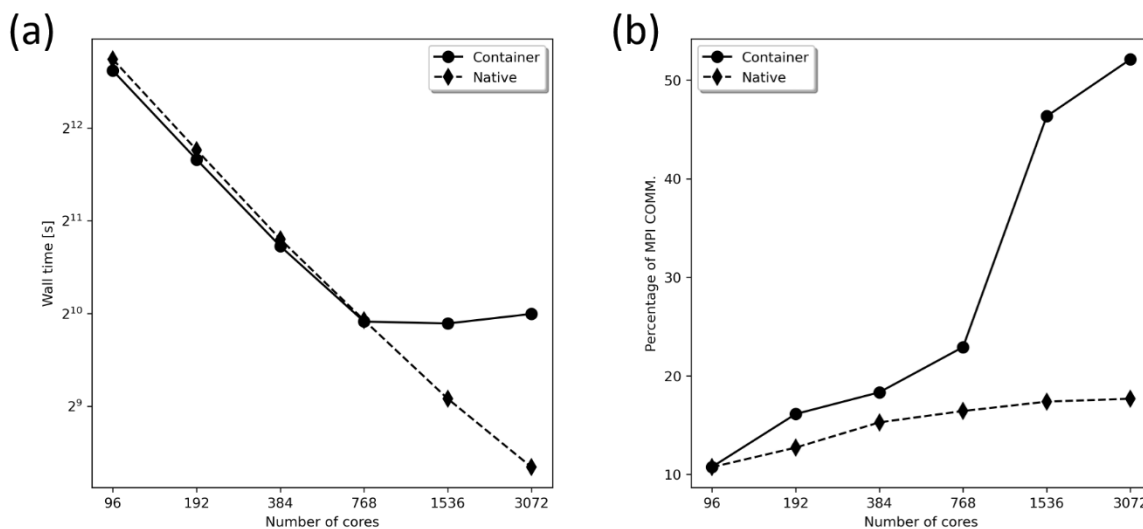 (a)
Container
Native
2^12
2^11
2^10
2^9
Wall time [s]
96 192 384 768 1536 3072
Number of cores
(b)
Container
Native
50
40
30
20
10
Percentage of MPI COMM.
96 192 384 768 1536 3072
Number of cores